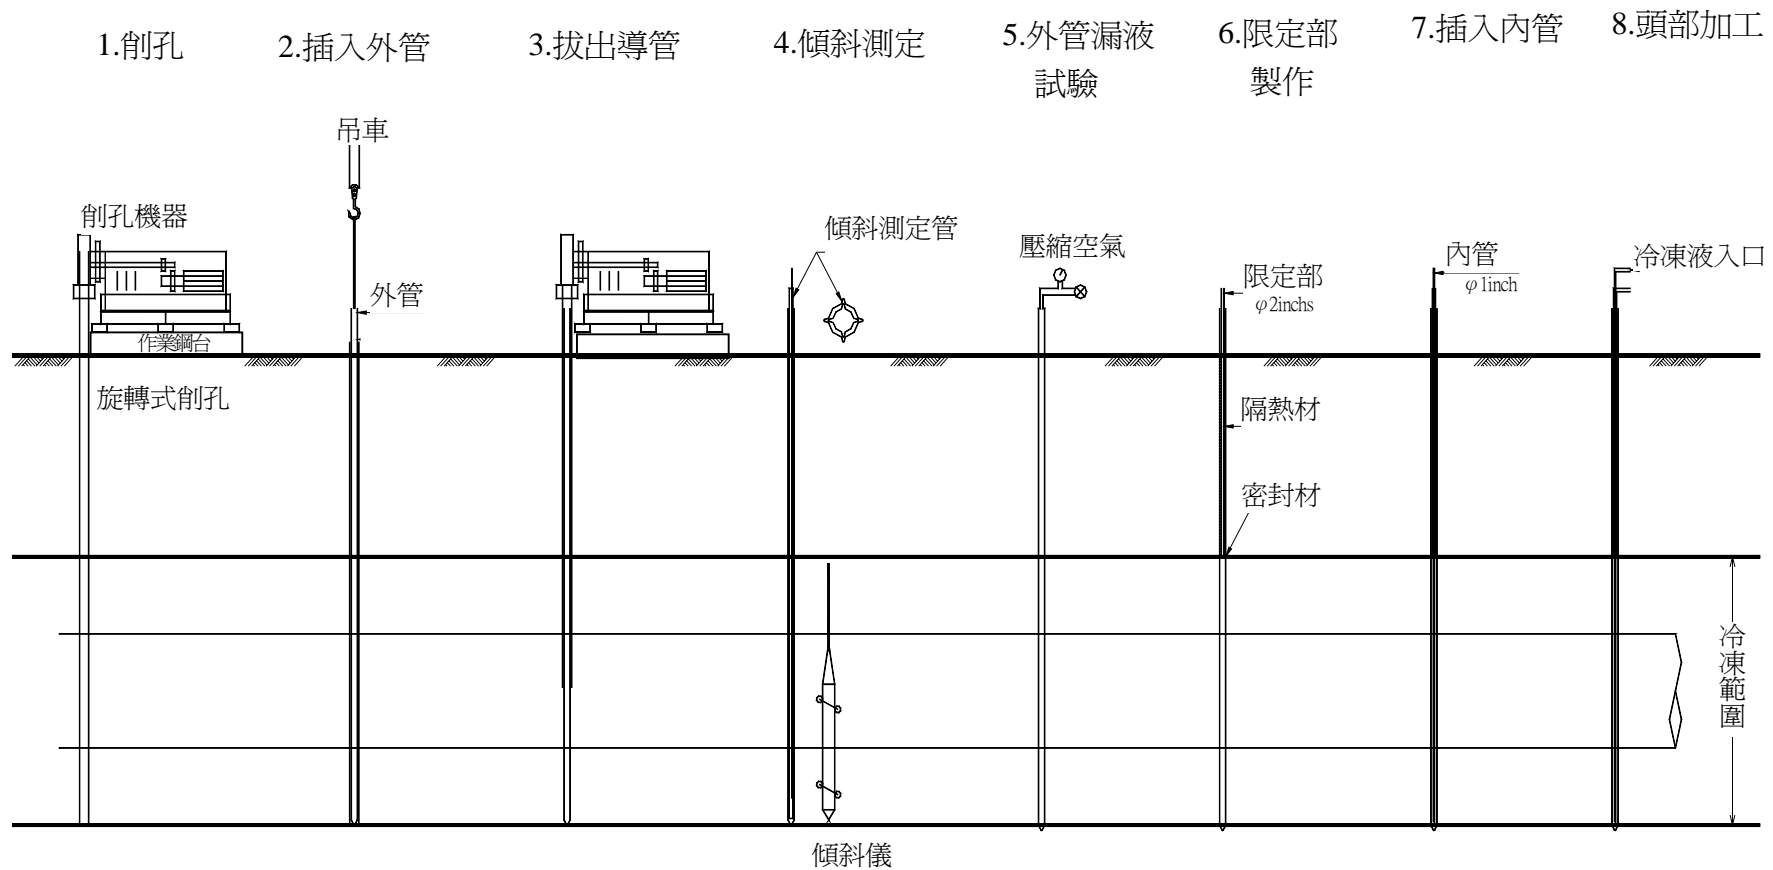 1.削孔
2.插入外管
3.拔出導管
4.傾斜測定
5.外管漏液
試驗
6.限定部
製作
7.插入內管
8.頭部加工
吊車
削孔機器
外管
作業鋼台
旋轉式削孔
傾斜測定管
壓縮空氣
限定部
φ2inchs
隔熱材
密封材
內管
φ1inch
冷凍液入口
冷凍範圍
傾斜儀